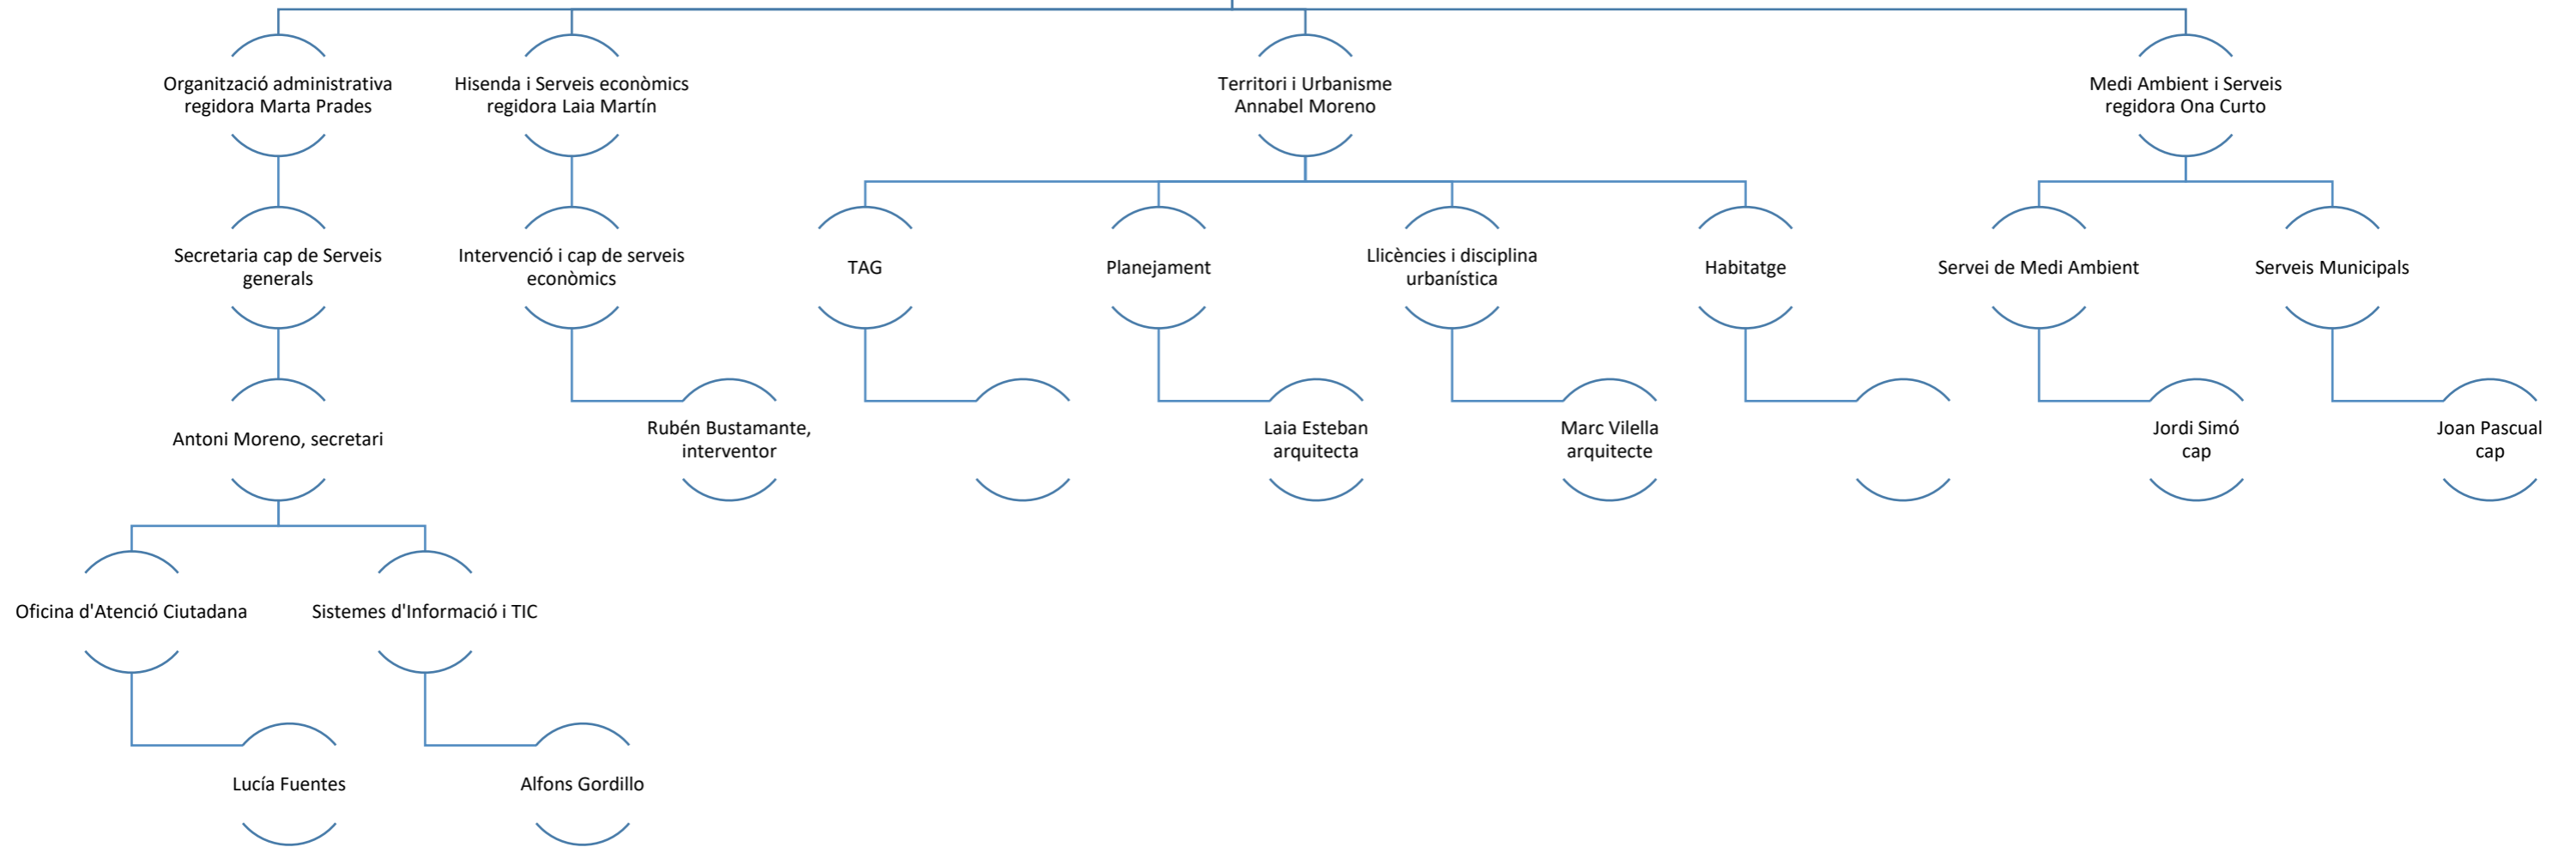 Organització administrativa
regidora Marta Prades
Hisenda i Serveis econòmics
regidora Laia Martín
Territori i Urbanisme
Annabel Moreno
Medi Ambient i Serveis
regidora Ona Curto
Secretaria cap de Serveis
generals
Intervenció i cap de serveis
econòmics
TAG
Planejament
Llicències i disciplina
urbanística
Habitatge
Servei de Medi Ambient
Serveis Municipals
Antoni Moreno, secretari
Rubén Bustamante,
interventor
Laia Esteban
arquitecta
Marc Vilella
arquitecte
Jordi Simó
cap
Joan Pascual
cap
Oficina d'Atenció Ciutadana
Sistemes d'Informació i TIC
Lucía Fuentes
Alfons Gordillo